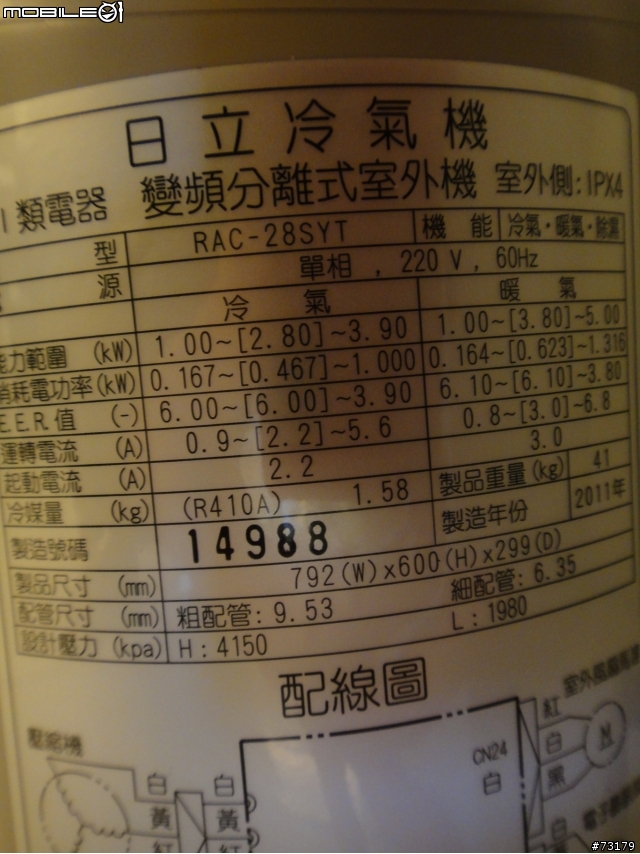 MOBILE01
日立冷氣機
I 類電器 變頻分離式室外機 室外側：IPX4
型 RAC-28SYT 機能 冷氣・暖氣・除濕
源 單相 , 220 V , 60Hz
冷氣 暖氣
能力範圍 (kW) 1.00~[2.80]~3.90 1.00~[3.80]~5.00
消耗電功率(kW) 0.167~[0.467]~1.000 0.164~[0.623]~1.316
E.E.R.值 (-) 6.00~[6.00]~3.90 6.10~[6.10]~3.80
運轉電流 (A) 0.9~[2.2]~5.6 0.8~[3.0]~6.8
起動電流 (A) 2.2 3.0
冷媒量 (kg) (R410A) 1.58 製品重量(kg) 41
製造號碼 14988 製造年份 2011年
製品尺寸 (mm) 792(W)x600(H)x299(D)
配管尺寸 (mm) 粗配管：9.53 細配管：6.35
設計壓力 (kpa) H：4150 L：1980
配線圖
室外風扇馬達
壓縮機
紅
白
黑
M
CN24
白
白 白
黃 黃
紅 紅
白
電子膨
#73179